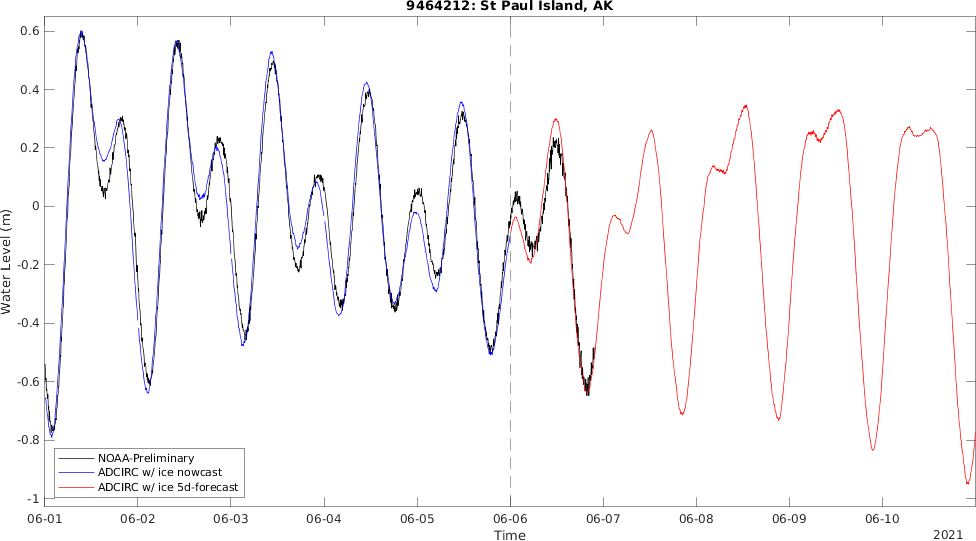 9464212: St Paul Island, AK
Water Level (m)
0.6
0.4
0.2
0
-0.2
-0.4
-0.6
-0.8
-1
NOAA-Preliminary
ADCIRC w/ ice nowcast
ADCIRC w/ ice 5d-forecast
06-01 06-02 06-03 06-04 06-05 06-06 06-07 06-08 06-09 06-10
Time
2021